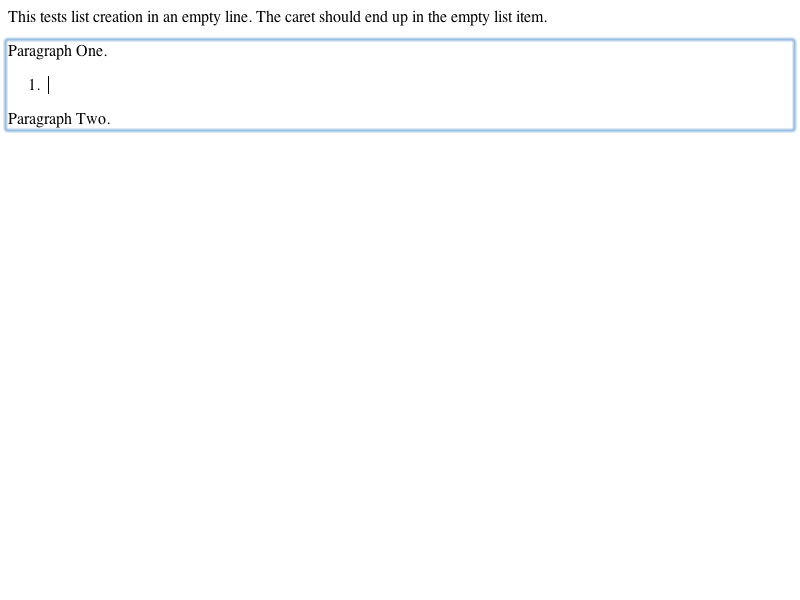 This tests list creation in an empty line. The caret should end up in the empty list item.
Paragraph One.
1.
Paragraph Two.